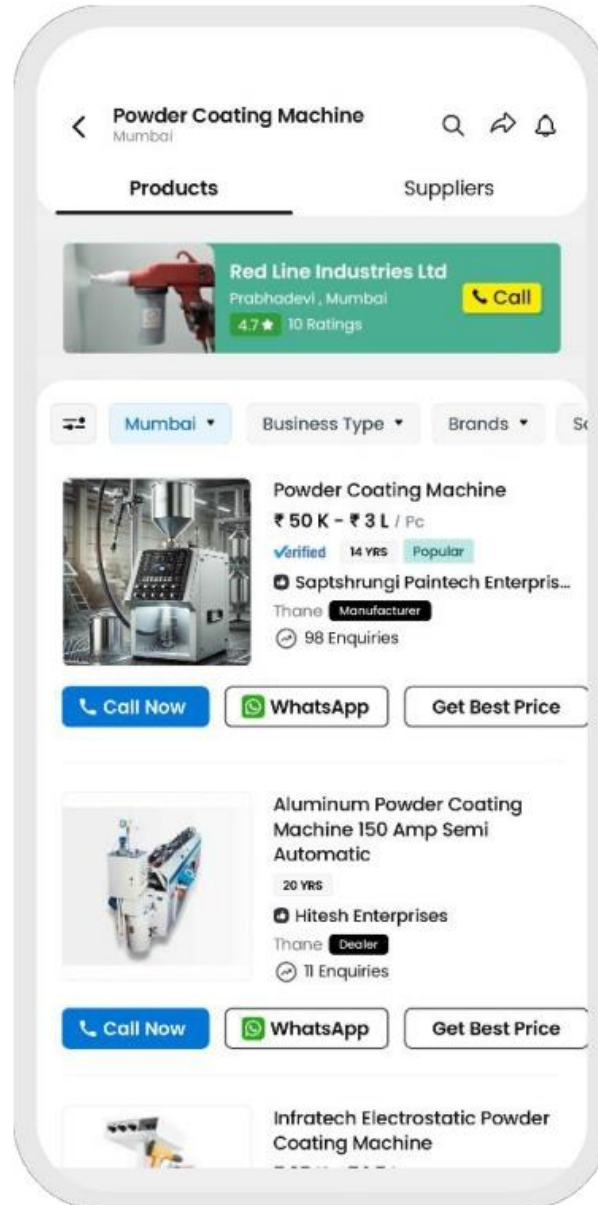 Powder Coating Machine
Mumbai
Products Suppliers
Red Line Industries Ltd
Prabhadevi , Mumbai
Call
4.7★ 10 Ratings
Mumbai Business Type Brands
Powder Coating Machine
₹ 50 K - ₹ 3 L / Pc
Verified 14 YRS Popular
Saptshrungi Paintech Enterpris...
Thane Manufacturer
98 Enquiries
Call Now WhatsApp Get Best Price
Aluminum Powder Coating
Machine 150 Amp Semi
Automatic
20 YRS
Hitesh Enterprises
Thane Dealer
11 Enquiries
Call Now WhatsApp Get Best Price
Infratech Electrostatic Powder
Coating Machine